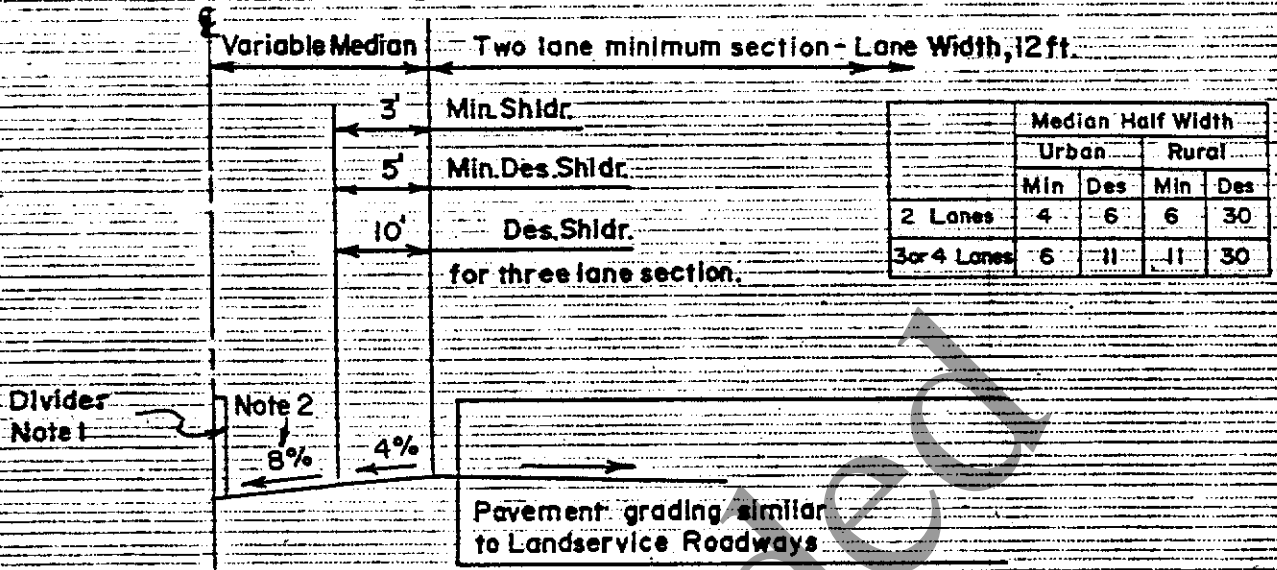 ℄
Variable Median Two lane minimum section - Lane Width, 12 ft.
3' Min. Shldr.
5' Min. Des. Shldr.
10' Des. Shldr.
for three lane section.
Median Half Width
Urban Rural
Min Des Min Des
2 Lanes 4 6 6 30
3or 4 Lanes 6 11 11 30
Divider
Note 1
Note 2
8% 4%
Pavement grading similar
to Landservice Roadways
ded